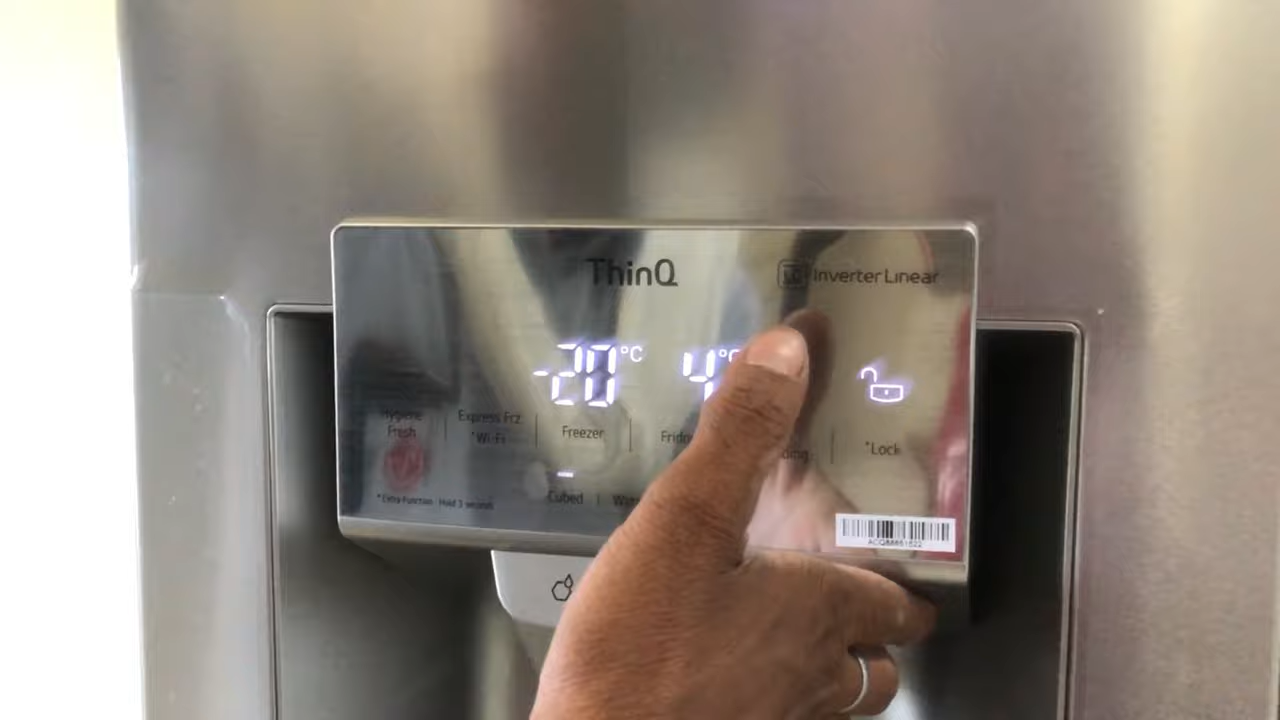 ThinQ
Inverter Linear
-20°C
4°C
Hygiene
Fresh
Express Frz.
*Wi-Fi
Freezer
*Lock
*Extra Function : Hold 3 seconds
Cubed